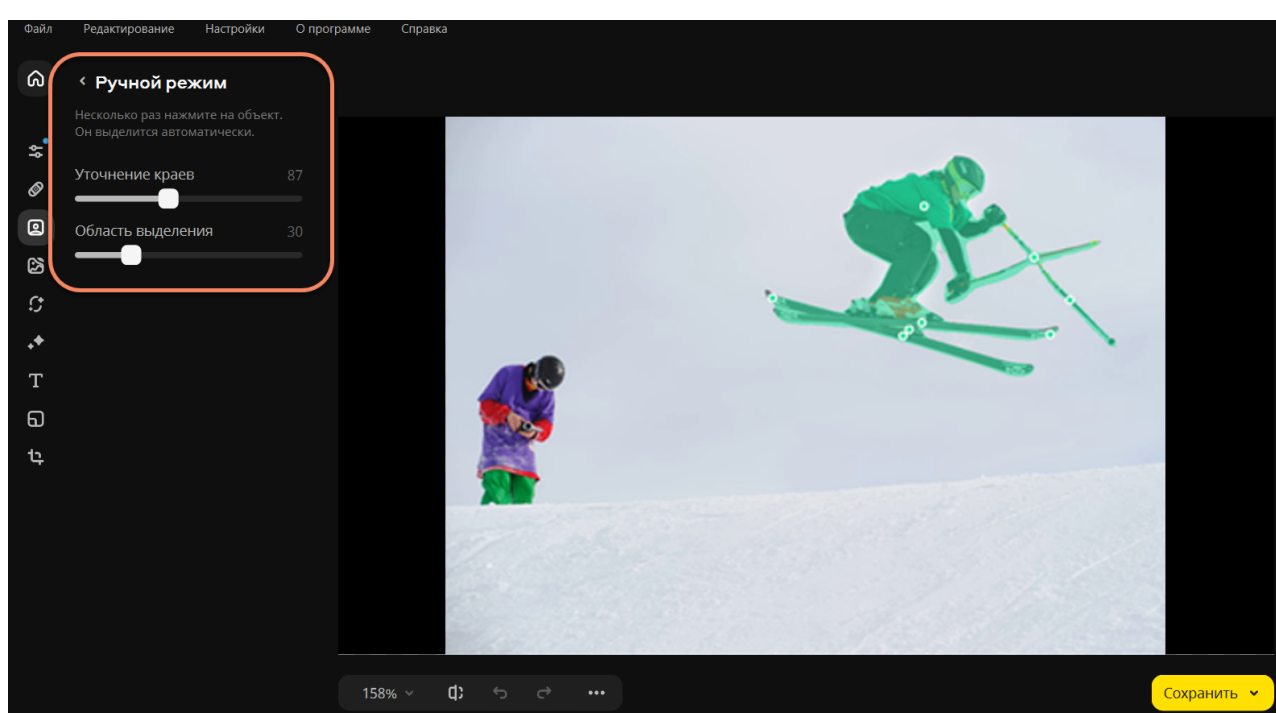 Файл Редактирование Настройки О программе Справка
Ручной режим
Несколько раз нажмите на объект.
Он выделится автоматически.
Уточнение краев 87
Область выделения 30
T
158%
Сохранить